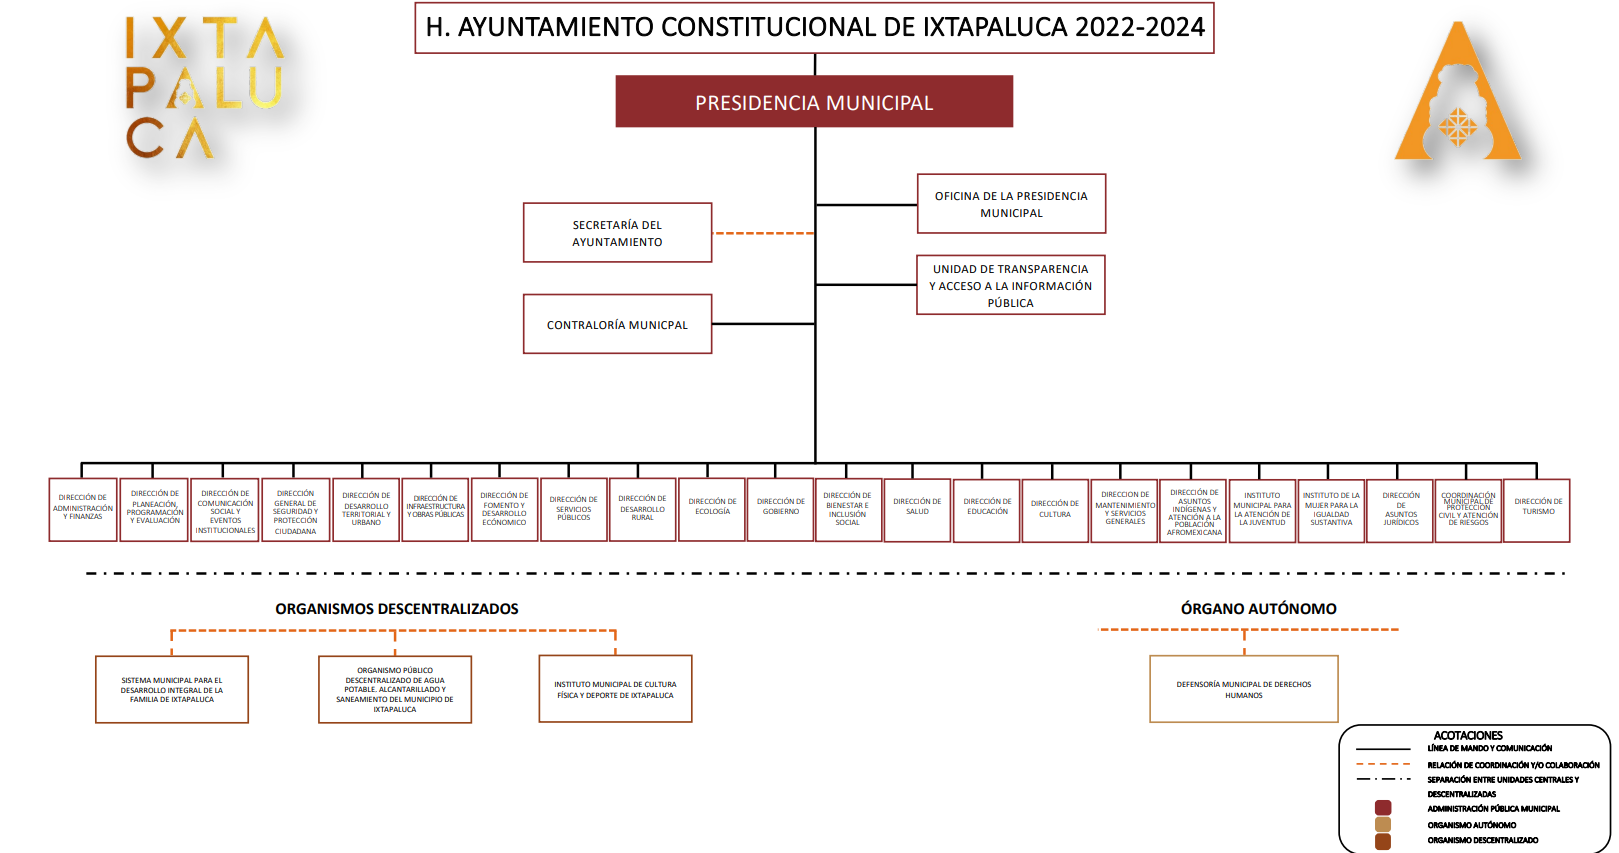 IXTA
PALU
CA
H. AYUNTAMIENTO CONSTITUCIONAL DE IXTAPALUCA 2022-2024
PRESIDENCIA MUNICIPAL
OFICINA DE LA PRESIDENCIA
MUNICIPAL
SECRETARÍA DEL
AYUNTAMIENTO
UNIDAD DE TRANSPARENCIA
Y ACCESO A LA INFORMACIÓN
PÚBLICA
CONTRALORÍA MUNICPAL
DIRECCIÓN DE
ADMINISTRACIÓN
Y FINANZAS
DIRECCIÓN DE
PLANEACIÓN,
PROGRAMACIÓN
Y EVALUACIÓN
DIRECCIÓN DE
COMUNICACIÓN
SOCIAL Y
EVENTOS
INSTITUCIONALES
DIRECCIÓN
GENERAL DE
SEGURIDAD Y
PROTECCIÓN
CIUDADANA
DIRECCIÓN DE
DESARROLLO
TERRITORIAL Y
URBANO
DIRECCIÓN DE
INFRAESTRUCTURA
Y OBRAS PÚBLICAS
DIRECCIÓN DE
FOMENTO Y
DESARROLLO
ECÓNOMICO
DIRECCIÓN DE
SERVICIOS
PÚBLICOS
DIRECCIÓN DE
DESARROLLO
RURAL
DIRECCIÓN DE
ECOLOGÍA
DIRECCIÓN DE
GOBIERNO
DIRECCIÓN DE
BIENESTAR E
INCLUSIÓN
SOCIAL
DIRECCIÓN DE
SALUD
DIRECCIÓN DE
EDUCACIÓN
DIRECCIÓN DE
CULTURA
DIRECCION DE
MANTENIMIENTO
Y SERVICIOS
GENERALES
DIRECCIÓN DE
ASUNTOS
INDÍGENAS Y
ATENCIÓN A LA
POBLACIÓN
AFROMEXICANA
INSTITUTO
MUNICIPAL PARA
LA ATENCIÓN DE
LA JUVENTUD
INSTITUTO DE LA
MUJER PARA LA
IGUALDAD
SUSTANTIVA
DIRECCIÓN
DE
ASUNTOS
JURÍDICOS
COORDINACIÓN
MUNICIPAL DE
PROTECCIÓN
CIVIL Y ATENCIÓN
DE RIESGOS
DIRECCIÓN DE
TURISMO
ORGANISMOS DESCENTRALIZADOS
ÓRGANO AUTÓNOMO
SISTEMA MUNICIPAL PARA EL
DESARROLLO INTEGRAL DE LA
FAMILIA DE IXTAPALUCA
ORGANISMO PÚBLICO
DESCENTRALIZADO DE AGUA
POTABLE. ALCANTARILLADO Y
SANEAMIENTO DEL MUNICIPIO DE
IXTAPALUCA
INSTITUTO MUNICIPAL DE CULTURA
FÍSICA Y DEPORTE DE IXTAPALUCA
DEFENSORÍA MUNICIPAL DE DERECHOS
HUMANOS
ACOTACIONES
LÍNEA DE MANDO Y COMUNICACIÓN
RELACIÓN DE COORDINACIÓN Y/O COLABORACIÓN
SEPARACIÓN ENTRE UNIDADES CENTRALES Y
DESCENTRALIZADAS
ADMINISTRACIÓN PÚBLICA MUNICIPAL
ORGANISMO AUTÓNOMO
ORGANISMO DESCENTRALIZADO